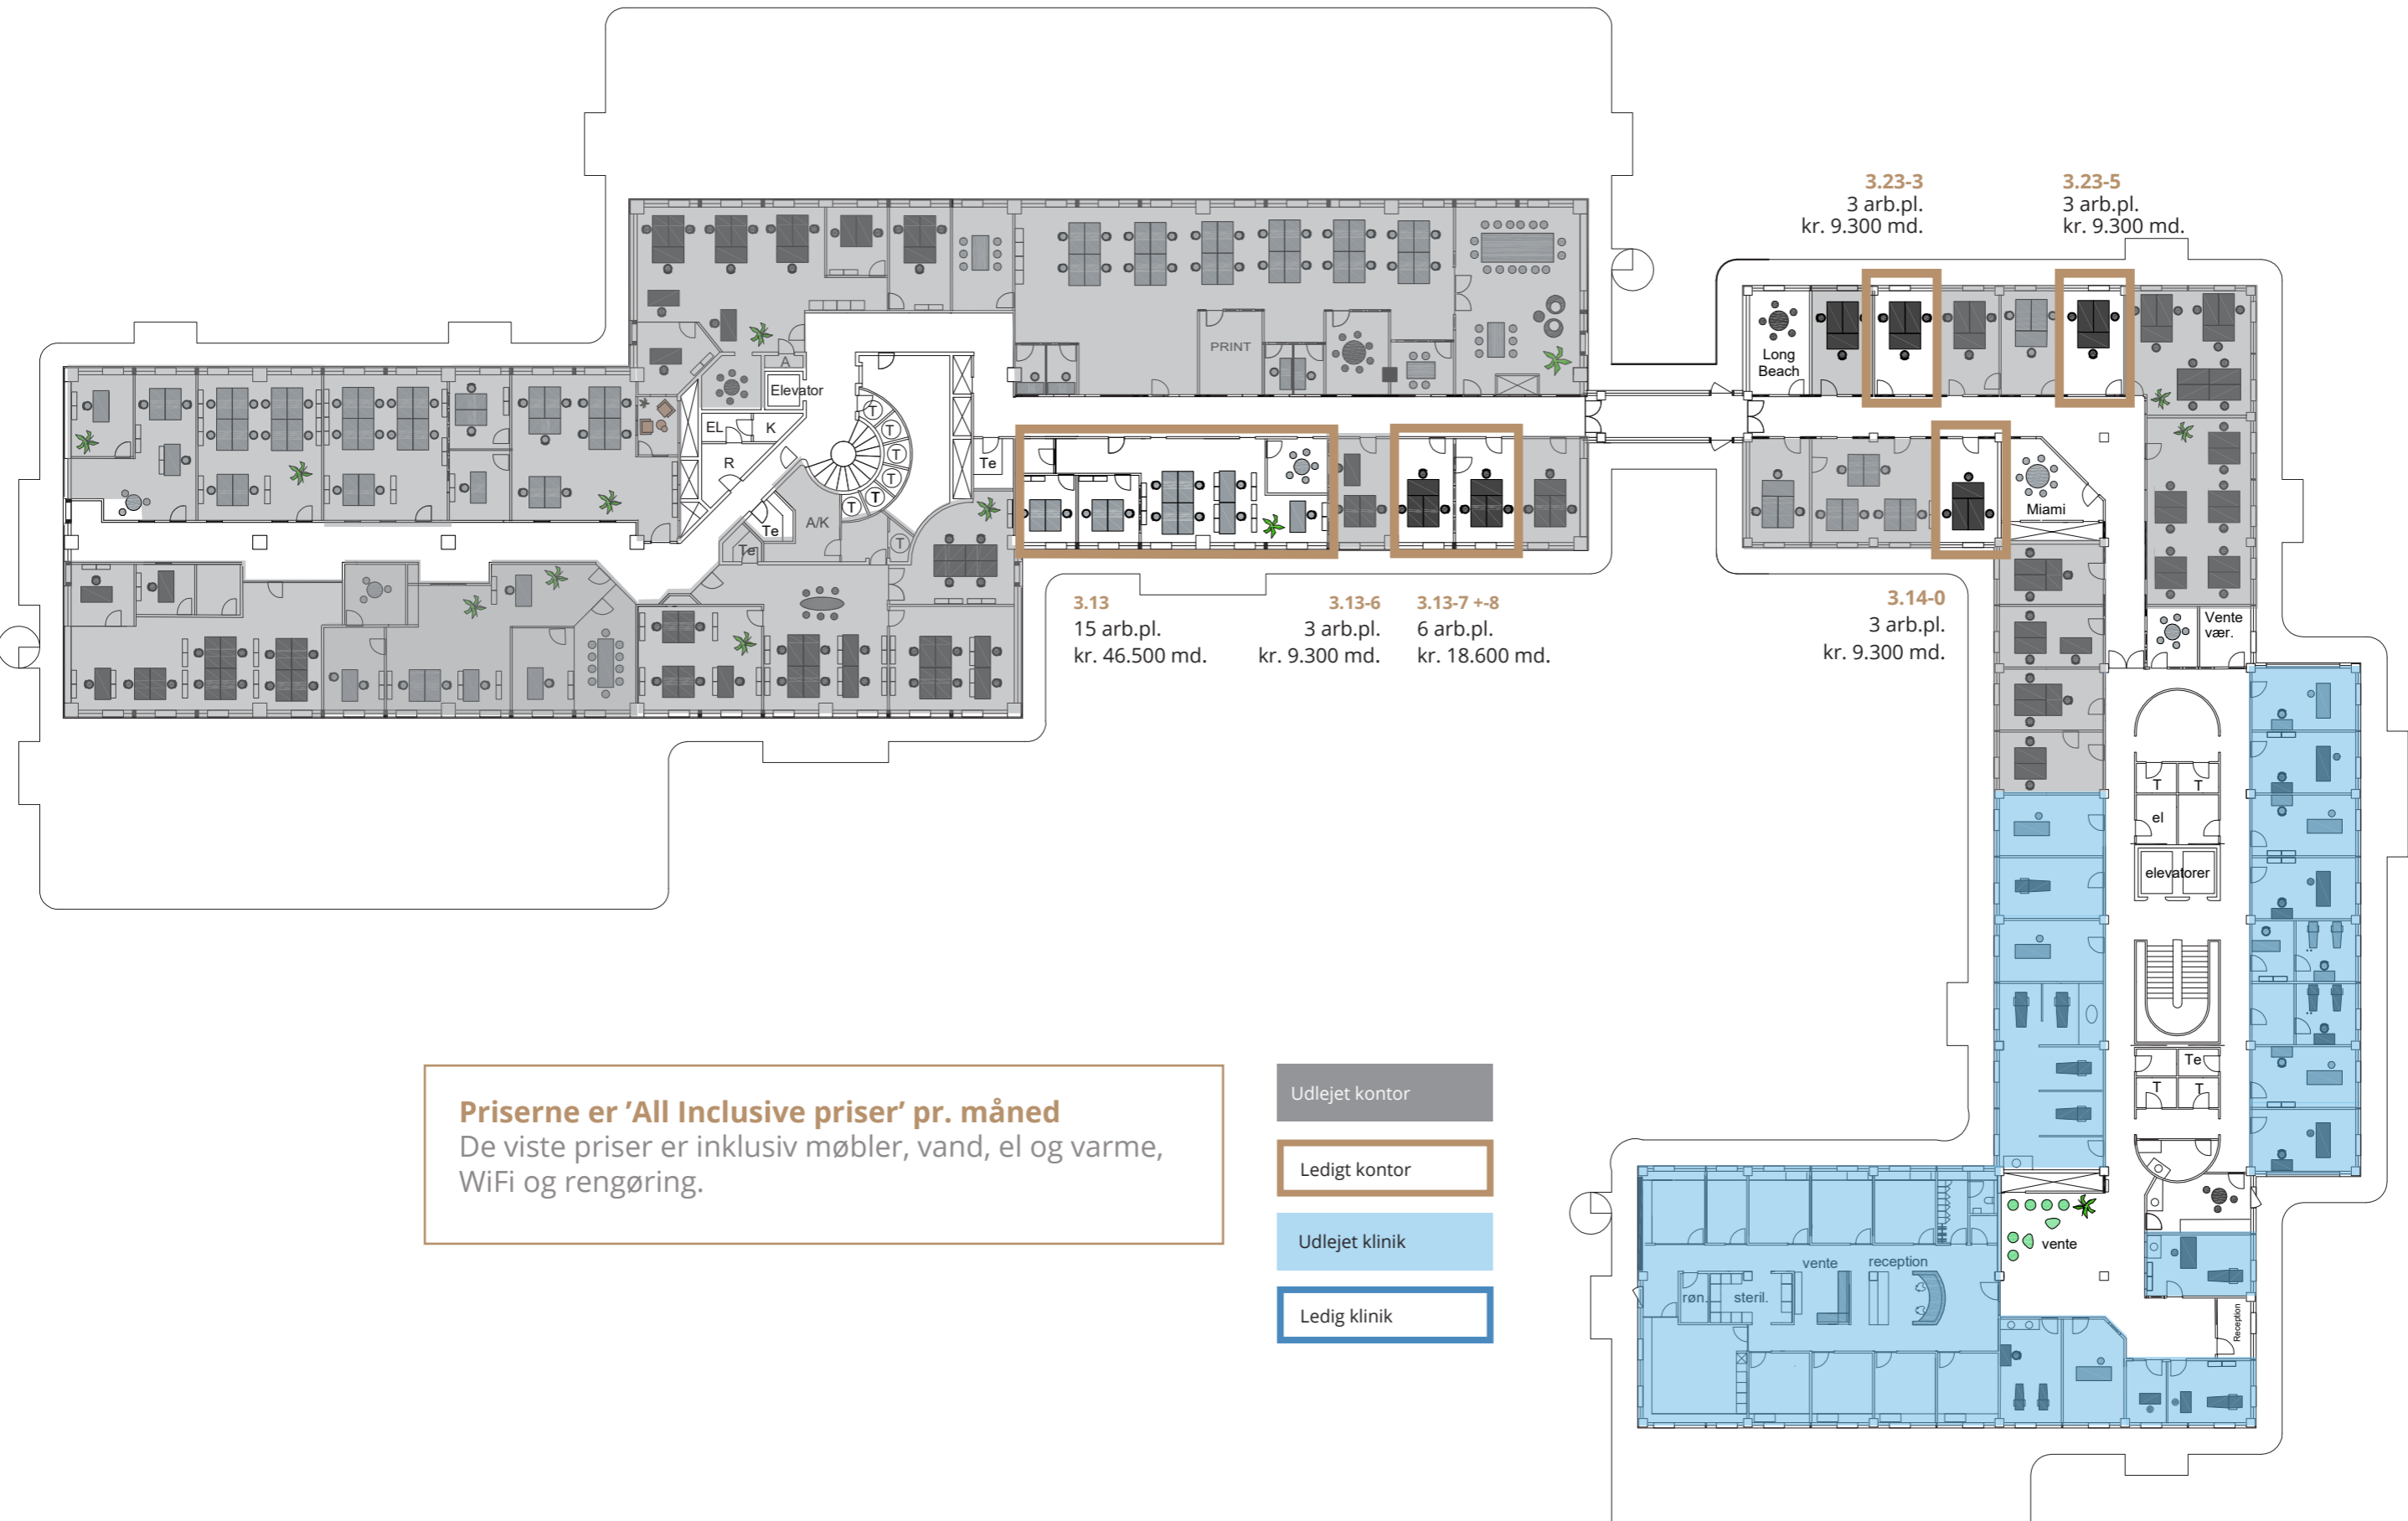 3.23-3
3 arb.pl.
kr. 9.300 md.
3.23-5
3 arb.pl.
kr. 9.300 md.
PRINT
Long
Beach
A
Elevator
EL
K
R
T
T
T
T
T
T
Te
Te
A/K
Te
T
Miami
3.13
15 arb.pl.
kr. 46.500 md.
3.13-6
3 arb.pl.
kr. 9.300 md.
3.13-7 +-8
6 arb.pl.
kr. 18.600 md.
3.14-0
3 arb.pl.
kr. 9.300 md.
Vente
vær.
T
T
el
elevatorer
Te
T
T
Priserne er ’All Inclusive priser’ pr. måned
De viste priser er inklusiv møbler, vand, el og varme,
WiFi og rengøring.
Udlejet kontor
Ledigt kontor
Udlejet klinik
Ledig klinik
vente
vente
reception
røn.
steril.
Reception